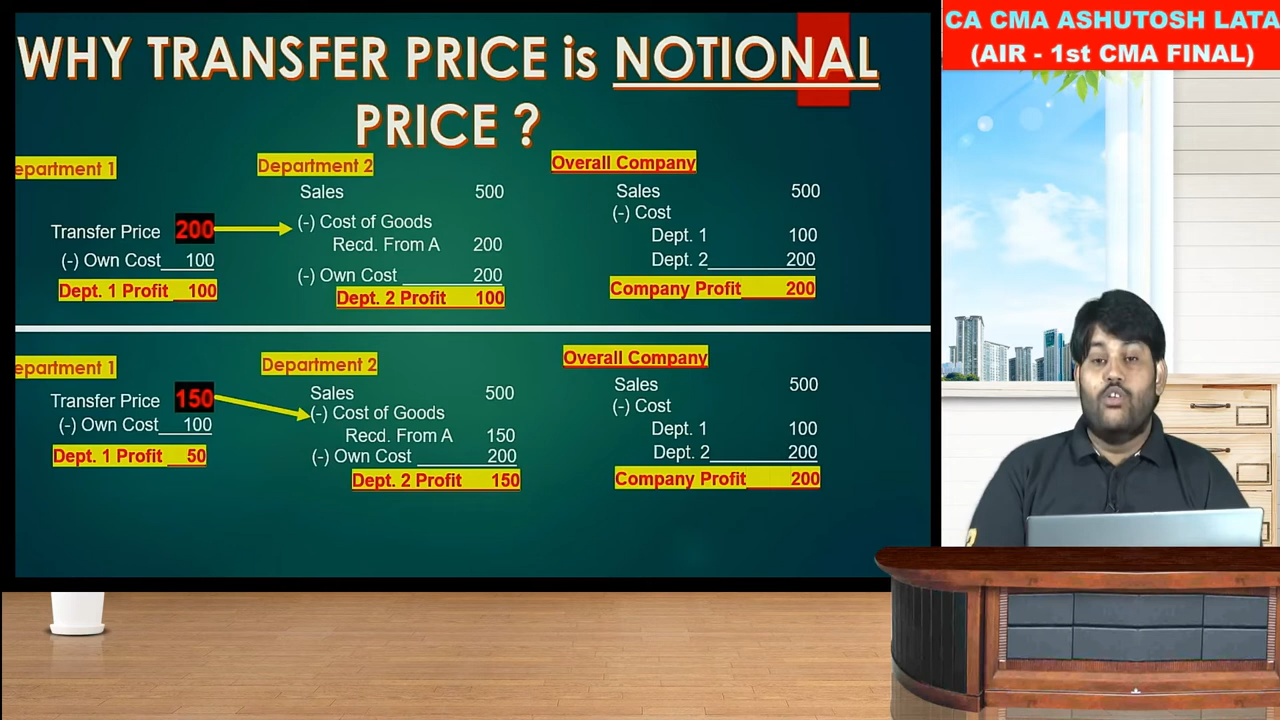 WHY TRANSFER PRICE is NOTIONAL
PRICE ?
CA CMA ASHUTOSH LATA
(AIR - 1st CMA FINAL)
epartment 1
Transfer Price 200
(-) Own Cost 100
Dept. 1 Profit 100
Department 2
Sales 500
(-) Cost of Goods
Recd. From A 200
(-) Own Cost 200
Dept. 2 Profit 100
Overall Company
Sales 500
(-) Cost
Dept. 1 100
Dept. 2 200
Company Profit 200
epartment 1
Transfer Price 150
(-) Own Cost 100
Dept. 1 Profit 50
Department 2
Sales 500
(-) Cost of Goods
Recd. From A 150
(-) Own Cost 200
Dept. 2 Profit 150
Overall Company
Sales 500
(-) Cost
Dept. 1 100
Dept. 2 200
Company Profit 200